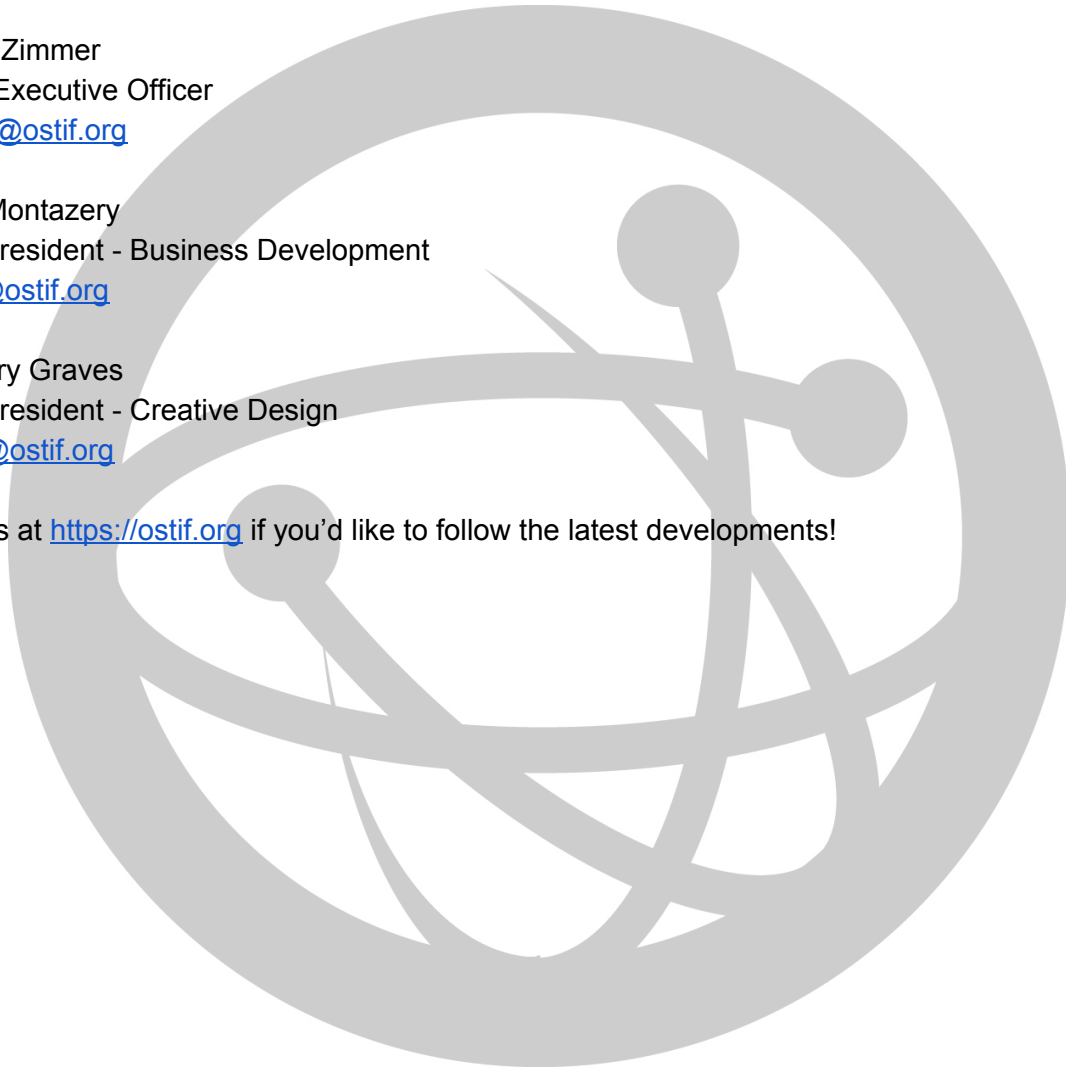 Zimmer
Executive Officer
@ostif.org
Montazery
resident - Business Development
@ostif.org
ry Graves
resident - Creative Design
@ostif.org
s at https://ostif.org if you’d like to follow the latest developments!